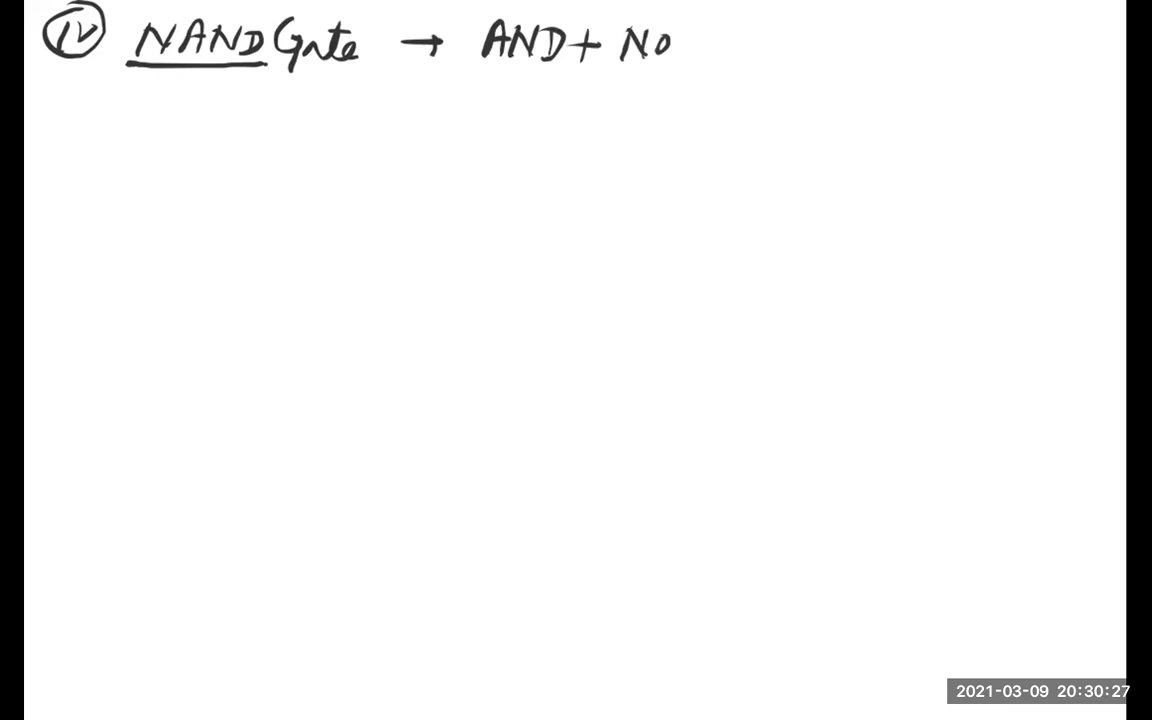 IV NAND Gate → AND + NO
2021-03-09 20:30:27